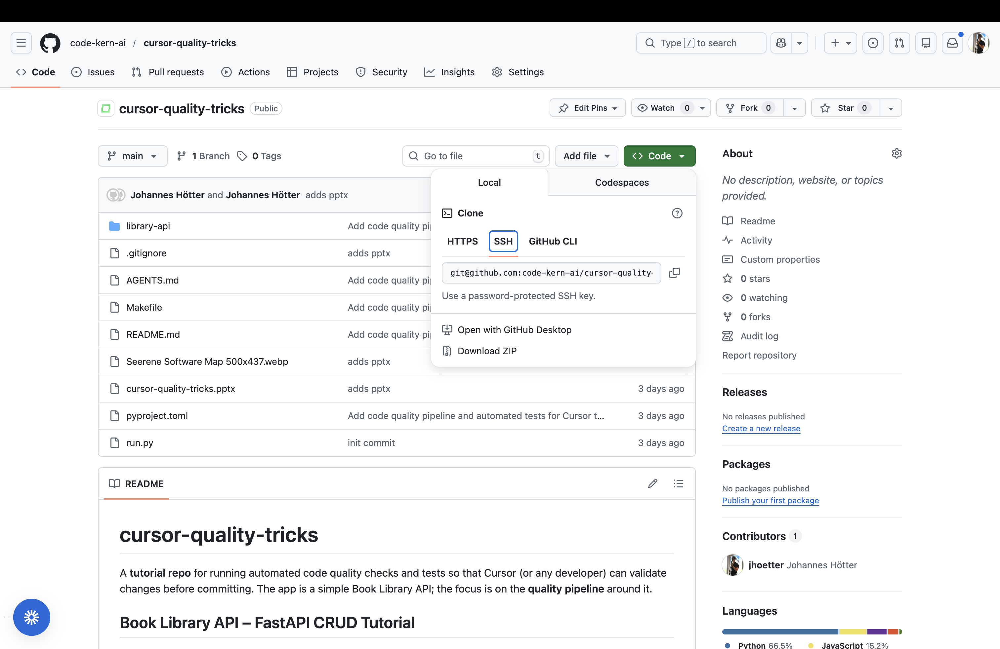 code-kern-ai / cursor-quality-tricks
Type / to search
Code
Issues
Pull requests
Actions
Projects
Security
Insights
Settings
cursor-quality-tricks Public
Edit Pins
Watch 0
Fork 0
Star 0
main
1 Branch
0 Tags
Go to file t
Add file
Code
Local
Codespaces
Clone
HTTPS
SSH
GitHub CLI
git@github.com:code-kern-ai/cursor-quality-
Use a password-protected SSH key.
Open with GitHub Desktop
Download ZIP
Johannes Hötter and Johannes Hötter adds pptx
library-api Add code quality
.gitignore adds pptx
AGENTS.md Add code quality
Makefile Add code quality
README.md Add code quality
Seerene Software Map 500x437.webp adds pptx
cursor-quality-tricks.pptx adds pptx 3 days ago
pyproject.toml Add code quality pipeline and automated tests for Cursor t... 3 days ago
run.py init commit 3 days ago
README
cursor-quality-tricks
A tutorial repo for running automated code quality checks and tests so that Cursor (or any developer) can validate
changes before committing. The app is a simple Book Library API; the focus is on the quality pipeline around it.
Book Library API – FastAPI CRUD Tutorial
About
No description, website, or topics
provided.
Readme
Activity
Custom properties
0 stars
0 watching
0 forks
Audit log
Report repository
Releases
No releases published
Create a new release
Packages
No packages published
Publish your first package
Contributors 1
jhoetter Johannes Hötter
Languages
Python 66.5%
JavaScript 15.2%